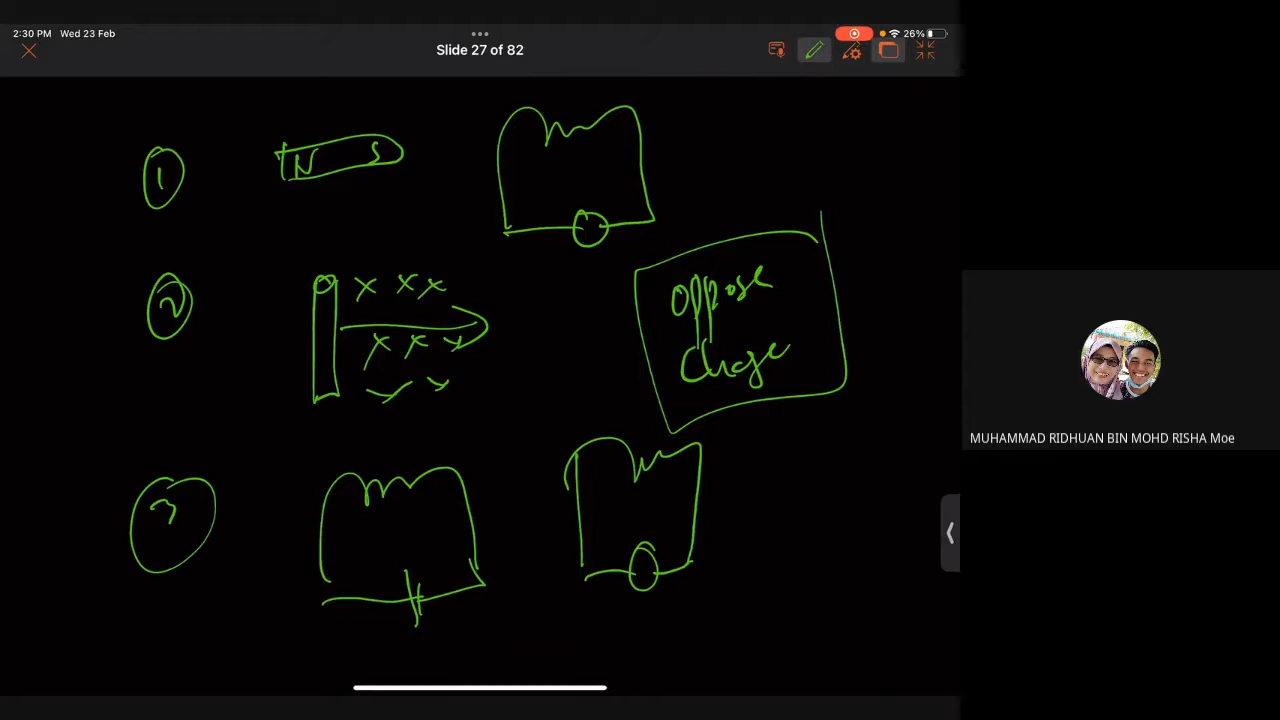 2:30 PM Wed 23 Feb
26%
Slide 27 of 82
1
N S
2
X X X
X X X
oppose
change
3
MUHAMMAD RIDHUAN BIN MOHD RISHA Moe